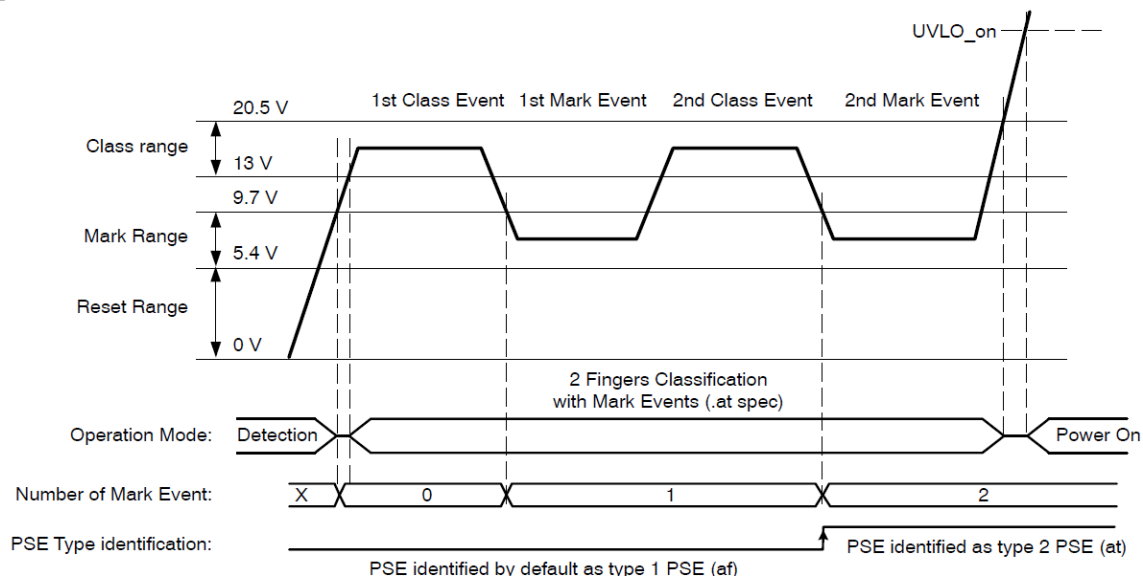 UVLO_on
1st Class Event 1st Mark Event 2nd Class Event 2nd Mark Event
20.5 V
Class range
13 V
9.7 V
Mark Range
5.4 V
Reset Range
0 V
2 Fingers Classification
with Mark Events (.at spec)
Operation Mode: Detection Power On
Number of Mark Event: X 0 1 2
PSE Type identification: PSE identified as type 2 PSE (at)
PSE identified by default as type 1 PSE (af)